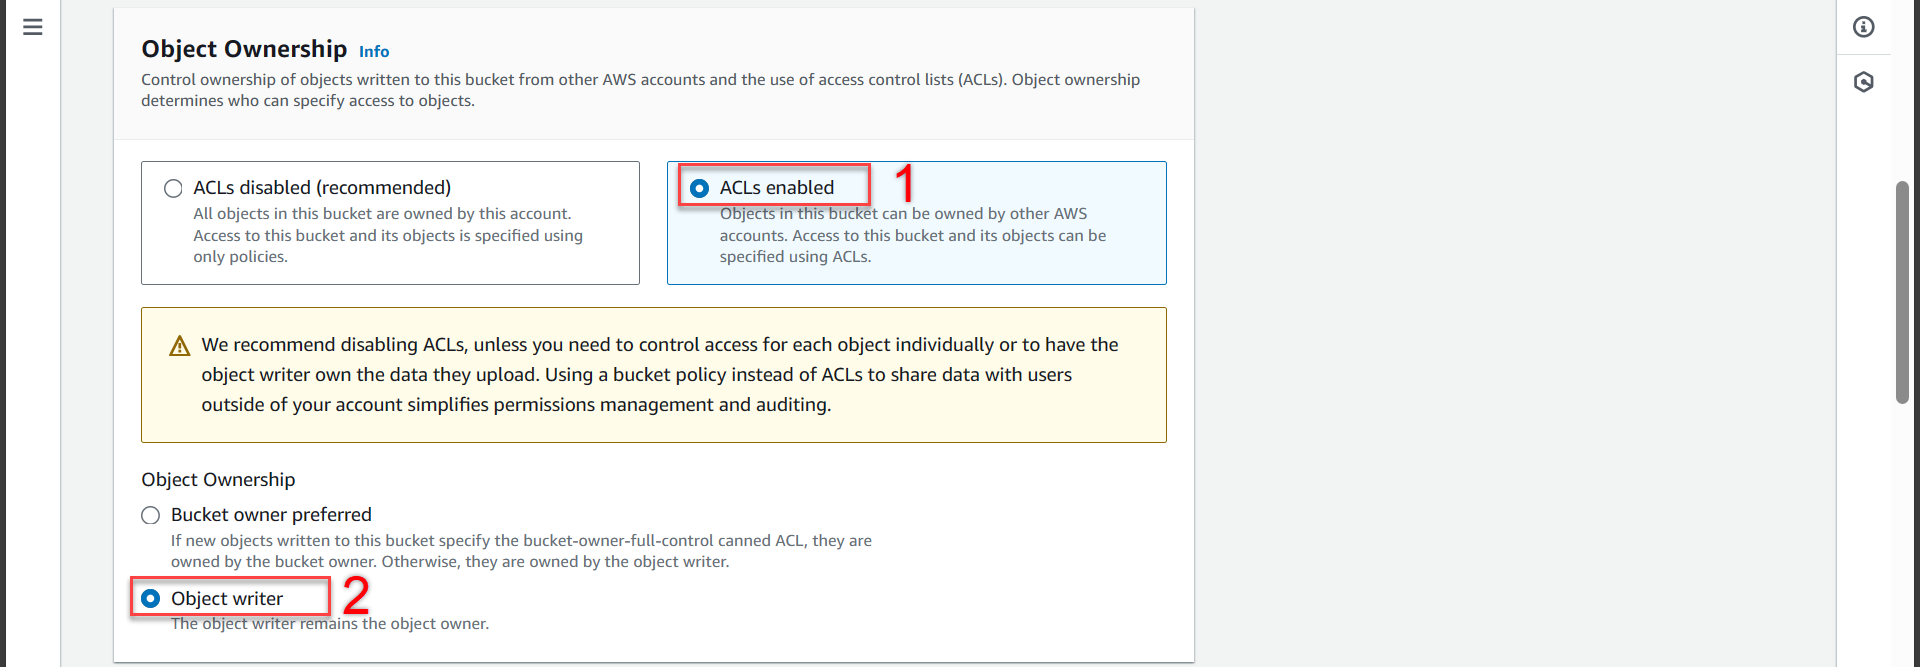 Object Ownership Info
Control ownership of objects written to this bucket from other AWS accounts and the use of access control lists (ACLs). Object ownership
determines who can specify access to objects.
ACLs disabled (recommended)
All objects in this bucket are owned by this account.
Access to this bucket and its objects is specified using
only policies.
ACLs enabled 1
Objects in this bucket can be owned by other AWS
accounts. Access to this bucket and its objects can be
specified using ACLs.
We recommend disabling ACLs, unless you need to control access for each object individually or to have the
object writer own the data they upload. Using a bucket policy instead of ACLs to share data with users
outside of your account simplifies permissions management and auditing.
Object Ownership
Bucket owner preferred
If new objects written to this bucket specify the bucket-owner-full-control canned ACL, they are
owned by the bucket owner. Otherwise, they are owned by the object writer.
Object writer 2
The object writer remains the object owner.